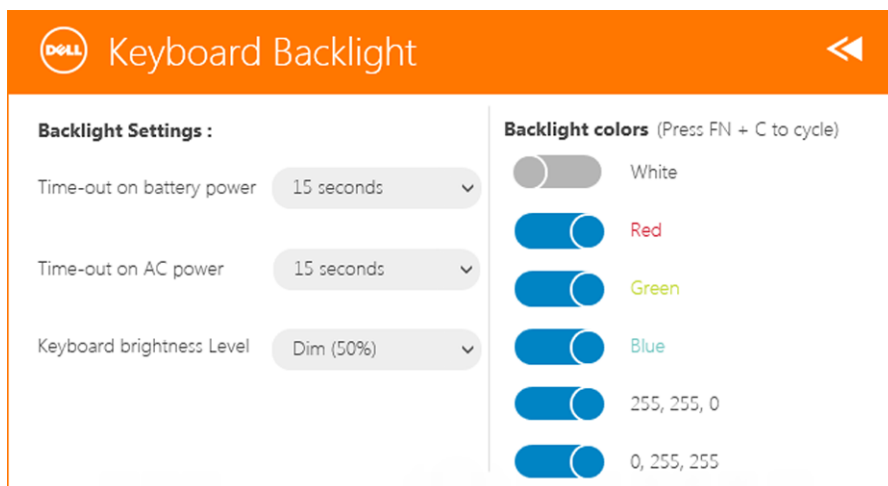 DELL Keyboard Backlight
Backlight Settings :
Time-out on battery power 15 seconds
Time-out on AC power 15 seconds
Keyboard brightness Level Dim (50%)
Backlight colors (Press FN + C to cycle)
White
Red
Green
Blue
255, 255, 0
0, 255, 255